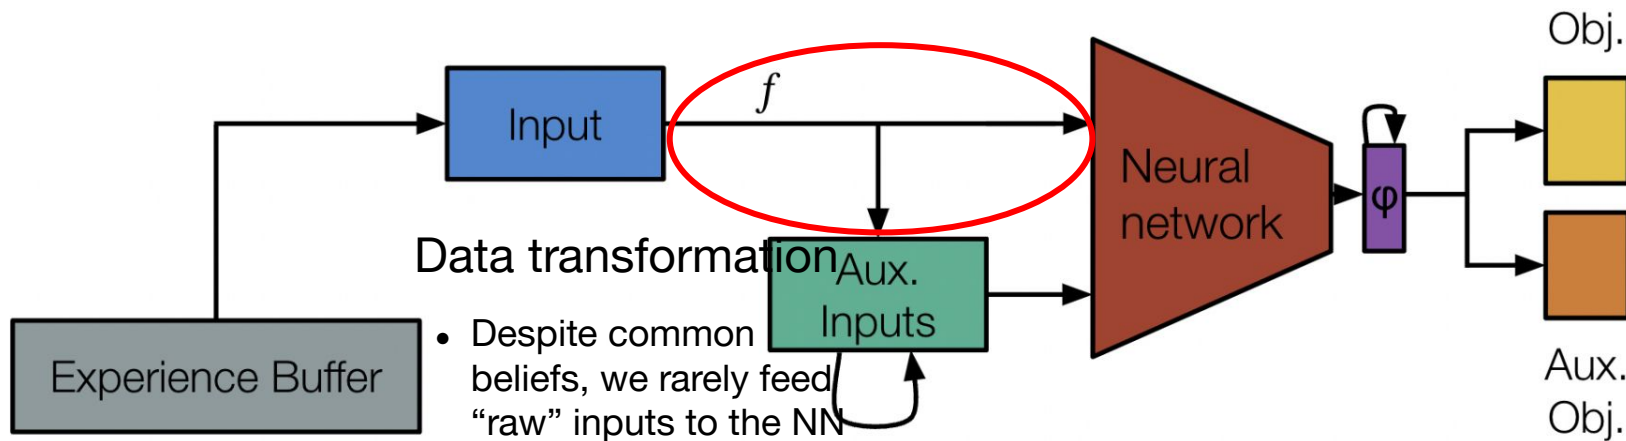 Obj.
f
Input
Neural
network
φ
Data transformation
Aux.
Inputs
• Despite common
beliefs, we rarely feed
“raw” inputs to the NN
Experience Buffer
Aux.
Obj.